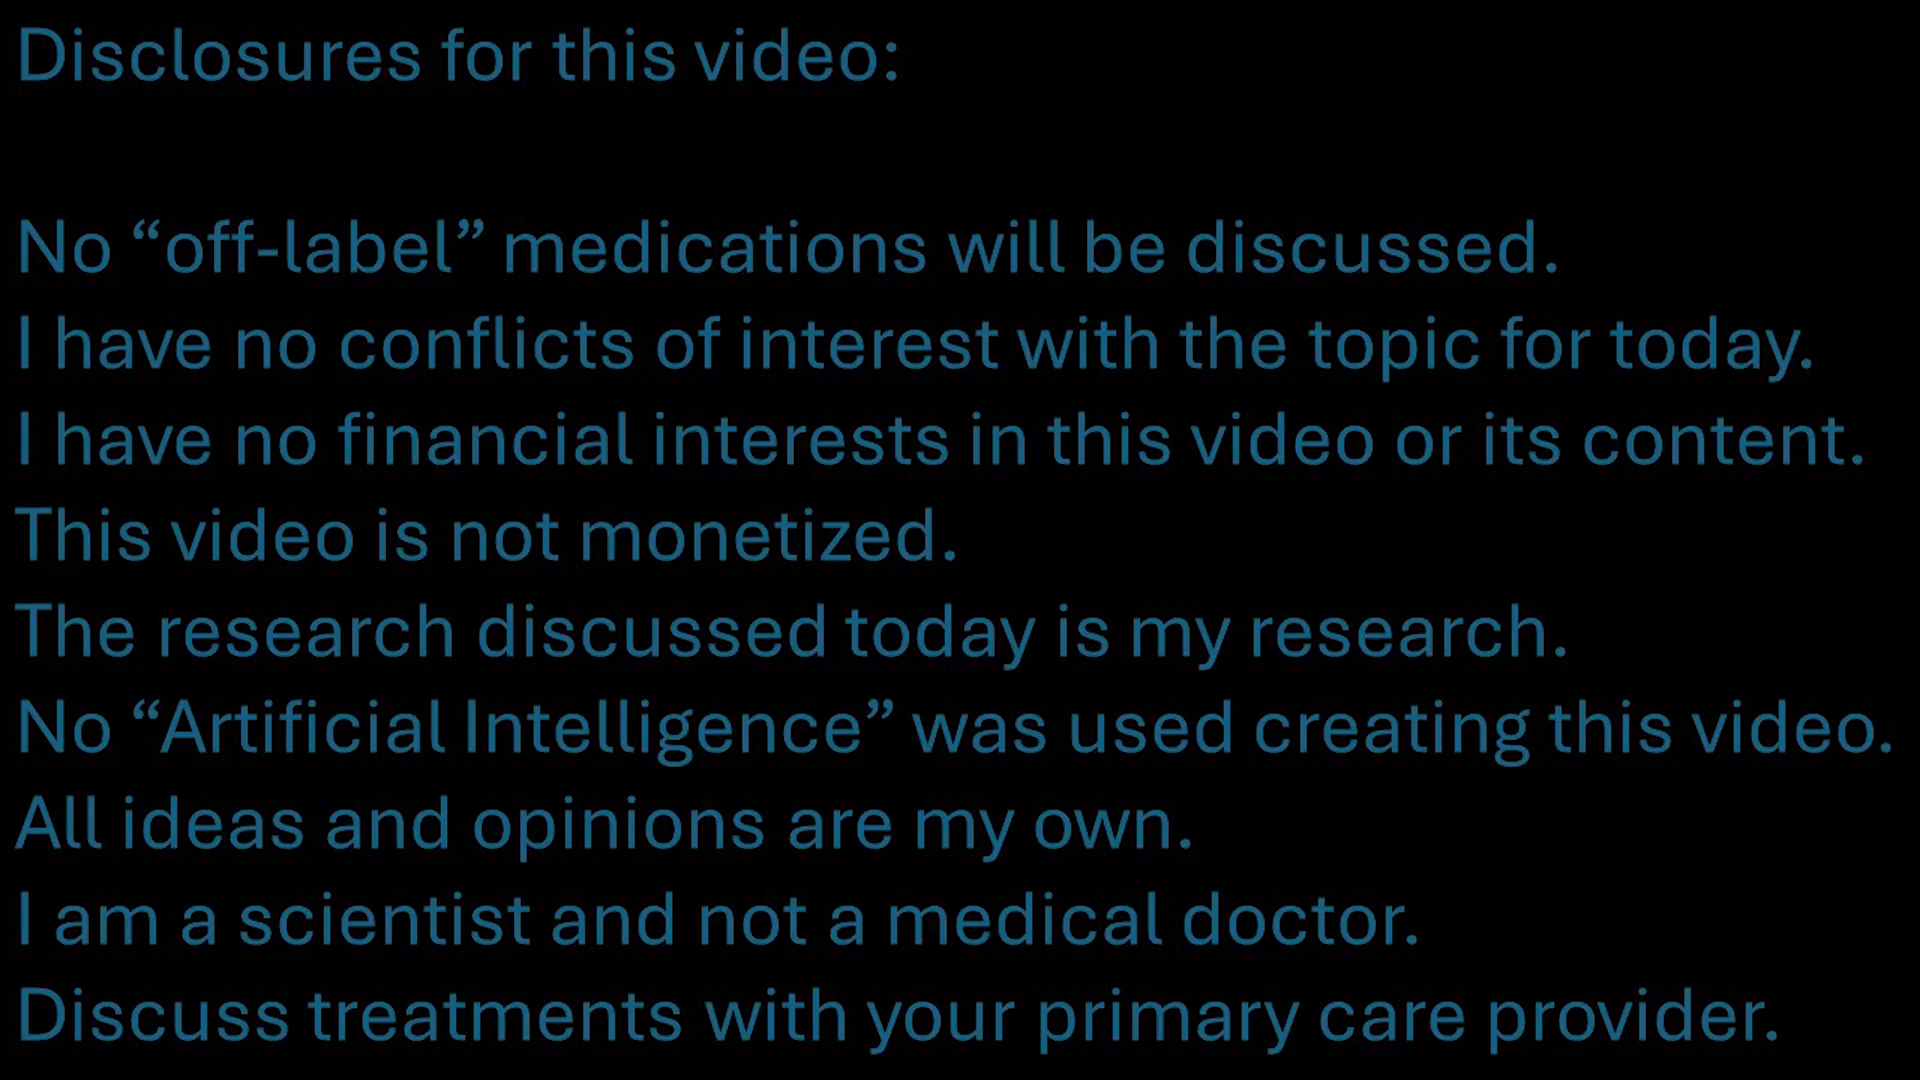 Disclosures for this video:
No “off-label” medications will be discussed.
I have no conflicts of interest with the topic for today.
I have no financial interests in this video or its content.
This video is not monetized.
The research discussed today is my research.
No “Artificial Intelligence” was used creating this video.
All ideas and opinions are my own.
I am a scientist and not a medical doctor.
Discuss treatments with your primary care provider.